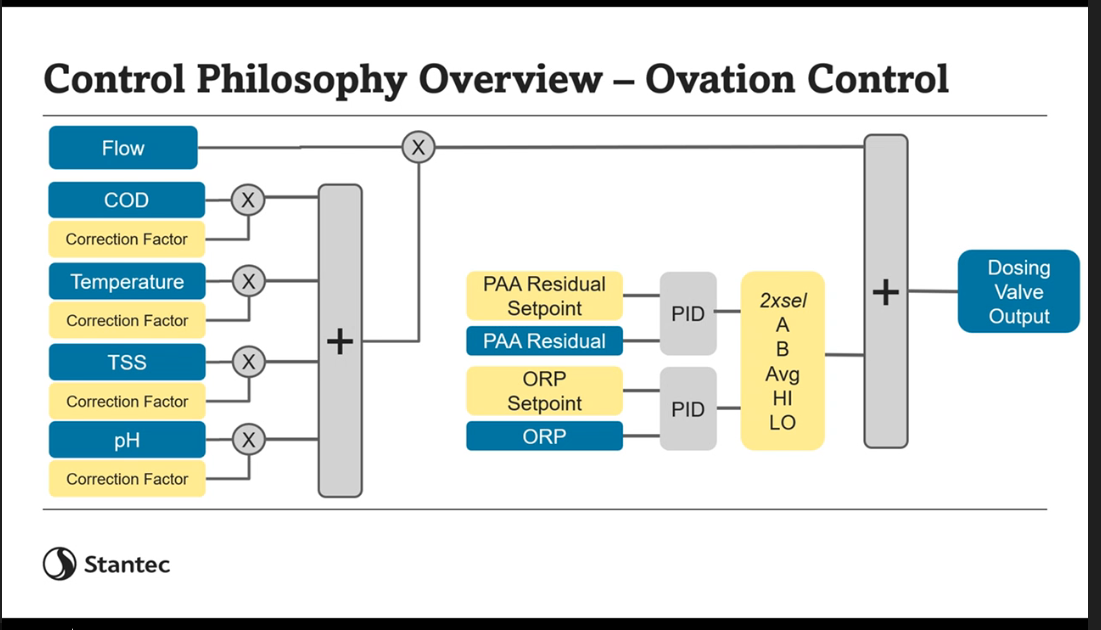 Control Philosophy Overview – Ovation Control
Flow
X
COD
X
Correction Factor
Temperature
X
Correction Factor
TSS
X
Correction Factor
pH
X
Correction Factor
+
PAA Residual
Setpoint
PAA Residual
PID
ORP
Setpoint
ORP
PID
2xsel
A
B
Avg
HI
LO
+
Dosing
Valve
Output
Stantec